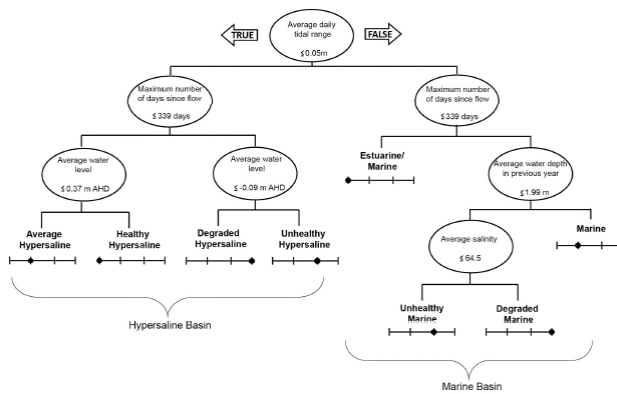 Average daily
tidal range
≤0.05m
TRUE
FALSE
Maximum number
of days since flow
≤339 days
Maximum number
of days since flow
≤339 days
Average water
level
≤0.37 m AHD
Average water
level
≤ -0.09 m AHD
Estuarine/
Marine
Average water depth
in previous year
≤1.99 m
Average
Hypersaline
Healthy
Hypersaline
Degraded
Hypersaline
Unhealthy
Hypersaline
Average salinity
≤64.5
Marine
Unhealthy
Marine
Degraded
Marine
Hypersaline Basin
Marine Basin